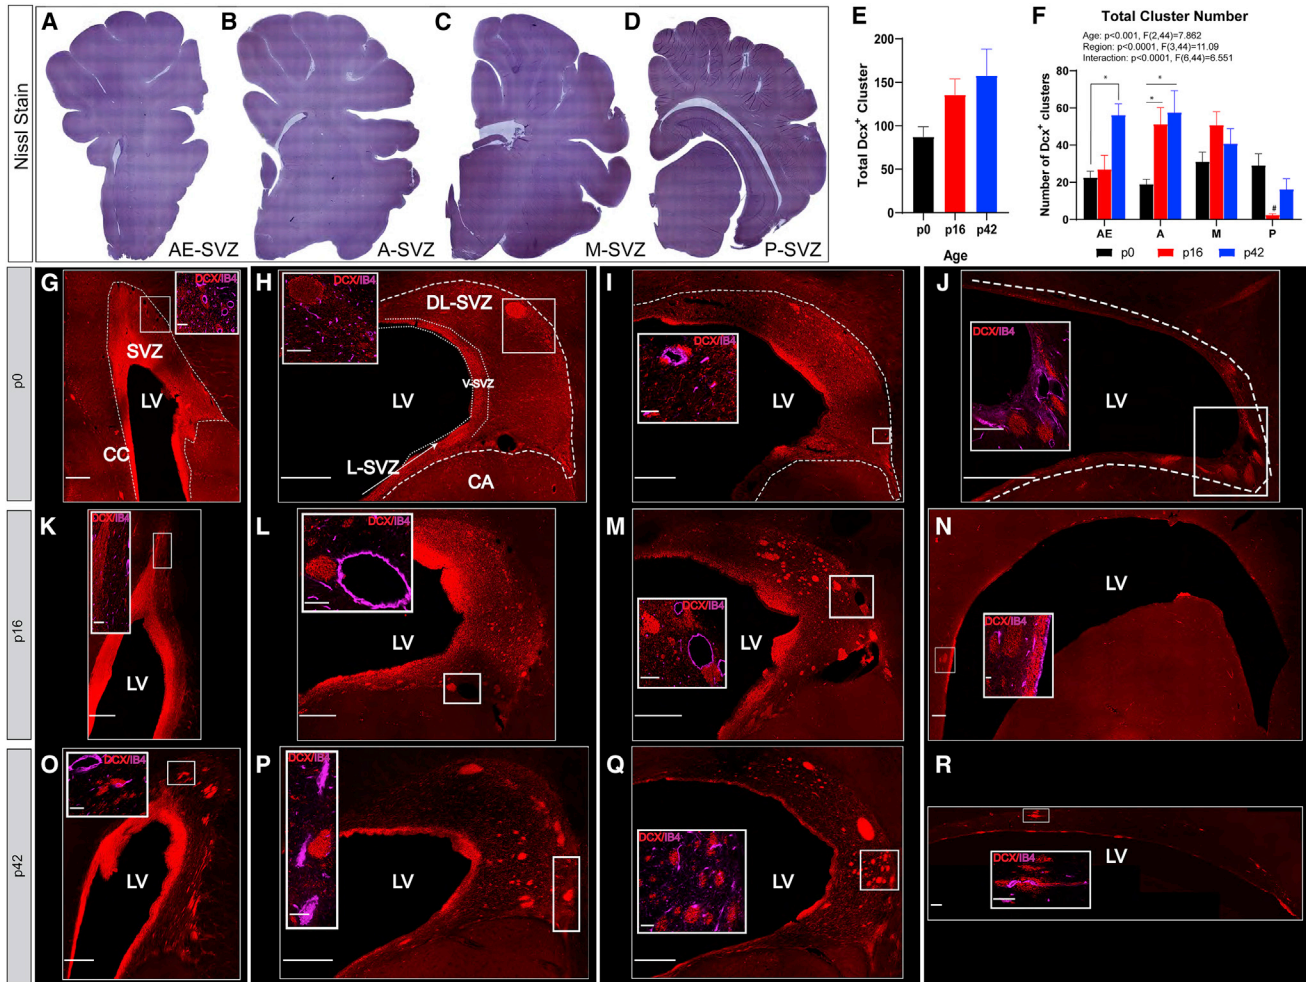 Nissl Stain
A
AE-SVZ
B
A-SVZ
C
M-SVZ
D
P-SVZ
E
Total Dcx+ Cluster
200
150
100
50
0
p0 p16 p42
Age
F
Total Cluster Number
Age: p<0.001, F(2,44)=7.862
Region: p<0.0001, F(3,44)=11.09
Interaction: p<0.0001, F(6,44)=6.551
Number of Dcx+ clusters
80
60
40
20
0
* * * #
AE A M P
p0 p16 p42
p0
G
DCX/IB4
SVZ
LV
CC
H
DCX/IB4
DL-SVZ
V-SVZ
LV
L-SVZ
CA
I
DCX/IB4
LV
J
DCX/IB4
LV
p16
K
DCX/IB4
LV
L
DCX/IB4
LV
M
DCX/IB4
LV
N
LV
DCX/IB4
p42
O
DCX/IB4
LV
P
DCX/IB4
LV
Q
DCX/IB4
LV
R
LV
DCX/IB4